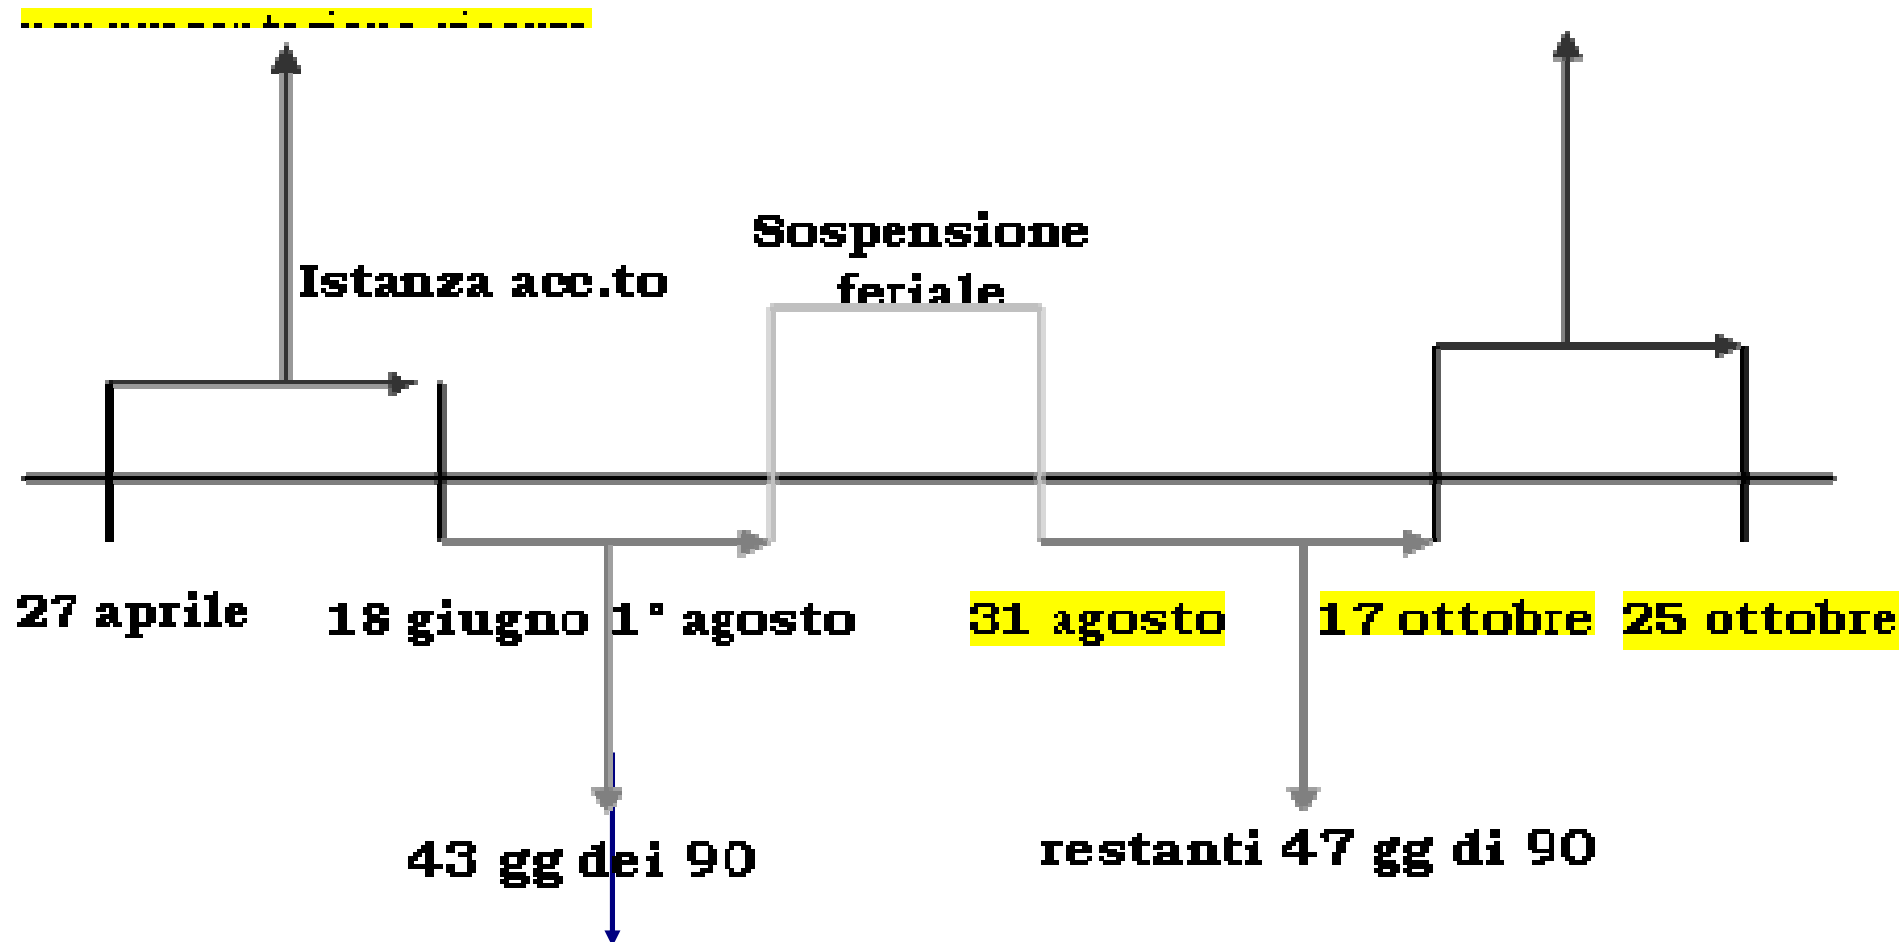 Sospensione
feriale
Istanza acc.to
27 aprile
18 giugno 1° agosto
31 agosto
17 ottobre
25 ottobre
43 gg dei 90
restanti 47 gg di 90